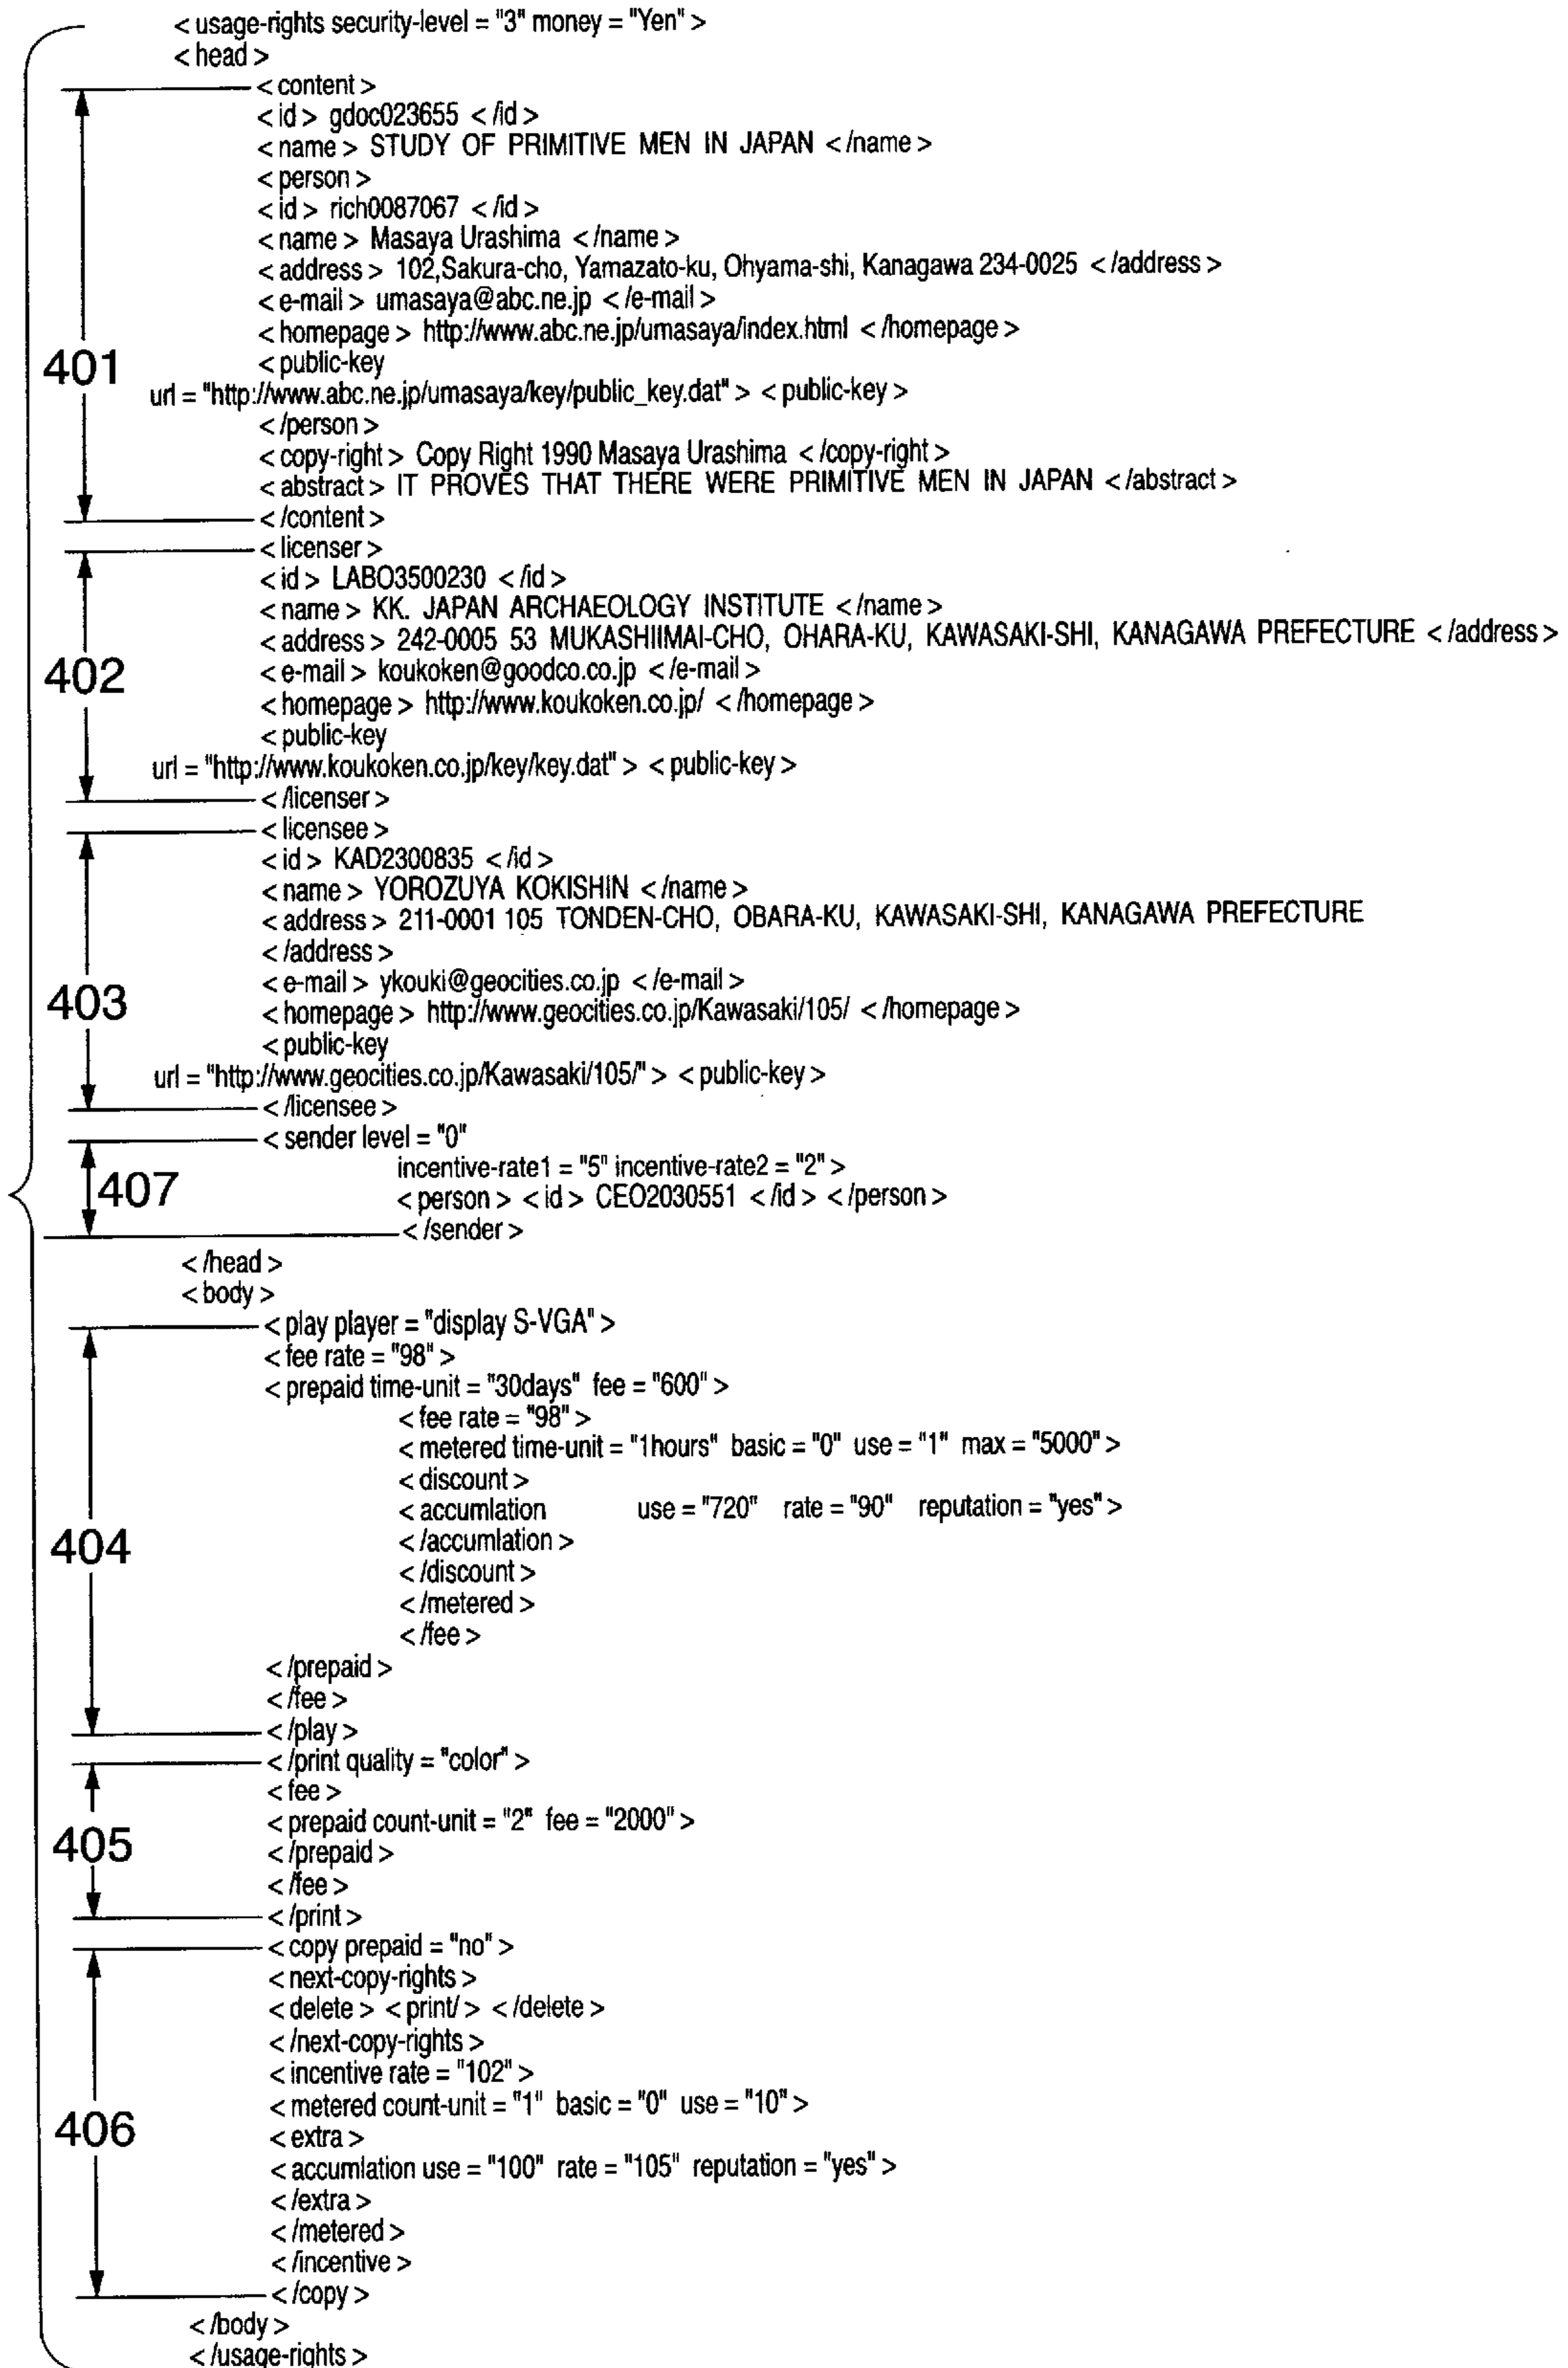 < usage-rights security-level = "3" money = "Yen" >
< head >
< content >
< id > gdoc023655 < /id >
< name > STUDY OF PRIMITIVE MEN IN JAPAN < /name >
< person >
< id > rich0087067 < /id >
< name > Masaya Urashima < /name >
< address > 102,Sakura-cho, Yamazato-ku, Ohyama-shi, Kanagawa 234-0025 < /address >
< e-mail > umasaya@abc.ne.jp < /e-mail >
< homepage > http://www.abc.ne.jp/umasaya/index.html < /homepage >
< public-key
401
url = "http://www.abc.ne.jp/umasaya/key/public_key.dat" > < public-key >
< /person >
< copy-right > Copy Right 1990 Masaya Urashima < /copy-right >
< abstract > IT PROVES THAT THERE WERE PRIMITIVE MEN IN JAPAN < /abstract >
< /content >
< licenser >
< id > LABO3500230 < /id >
< name > KK. JAPAN ARCHAEOLOGY INSTITUTE < /name >
< address > 242-0005 53 MUKASHIIMAI-CHO, OHARA-KU, KAWASAKI-SHI, KANAGAWA PREFECTURE < /address >
402
< e-mail > koukoken@goodco.co.jp < /e-mail >
< homepage > http://www.koukoken.co.jp/ < /homepage >
< public-key
url = "http://www.koukoken.co.jp/key/key.dat" > < public-key >
< /licenser >
< licensee >
< id > KAD2300835 < /id >
< name > YOROZUYA KOKISHIN < /name >
< address > 211-0001 105 TONDEN-CHO, OBARA-KU, KAWASAKI-SHI, KANAGAWA PREFECTURE
< /address >
< e-mail > ykouki@geocities.co.jp < /e-mail >
403
< homepage > http://www.geocities.co.jp/Kawasaki/105/ < /homepage >
< public-key
url = "http://www.geocities.co.jp/Kawasaki/105/" > < public-key >
< /licensee >
< sender level = "0"
incentive-rate1 = "5" incentive-rate2 = "2" >
407
< person > < id > CEO2030551 < /id > < /person >
< /sender >
< /head >
< body >
< play player = "display S-VGA" >
< fee rate = "98" >
< prepaid time-unit = "30days" fee = "600" >
< fee rate = "98" >
< metered time-unit = "1hours" basic = "0" use = "1" max = "5000" >
< discount >
< accumlation use = "720" rate = "90" reputation = "yes" >
404
< /accumlation >
< /discount >
< /metered >
< /fee >
< /prepaid >
< /fee >
< /play >
< /print quality = "color" >
< fee >
< prepaid count-unit = "2" fee = "2000" >
405
< /prepaid >
< /fee >
< /print >
< copy prepaid = "no" >
< next-copy-rights >
< delete > < print/ > < /delete >
< /next-copy-rights >
< incentive rate = "102" >
< metered count-unit = "1" basic = "0" use = "10" >
406
< extra >
< accumlation use = "100" rate = "105" reputation = "yes" >
< /extra >
< /metered >
< /incentive >
< /copy >
< /body >
< /usage-rights >